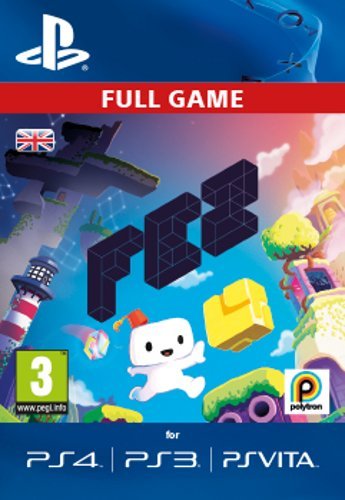 FULL GAME
FEZ
3
www.pegi.info
polytron
for
PS4 | PS3 | PSVITA